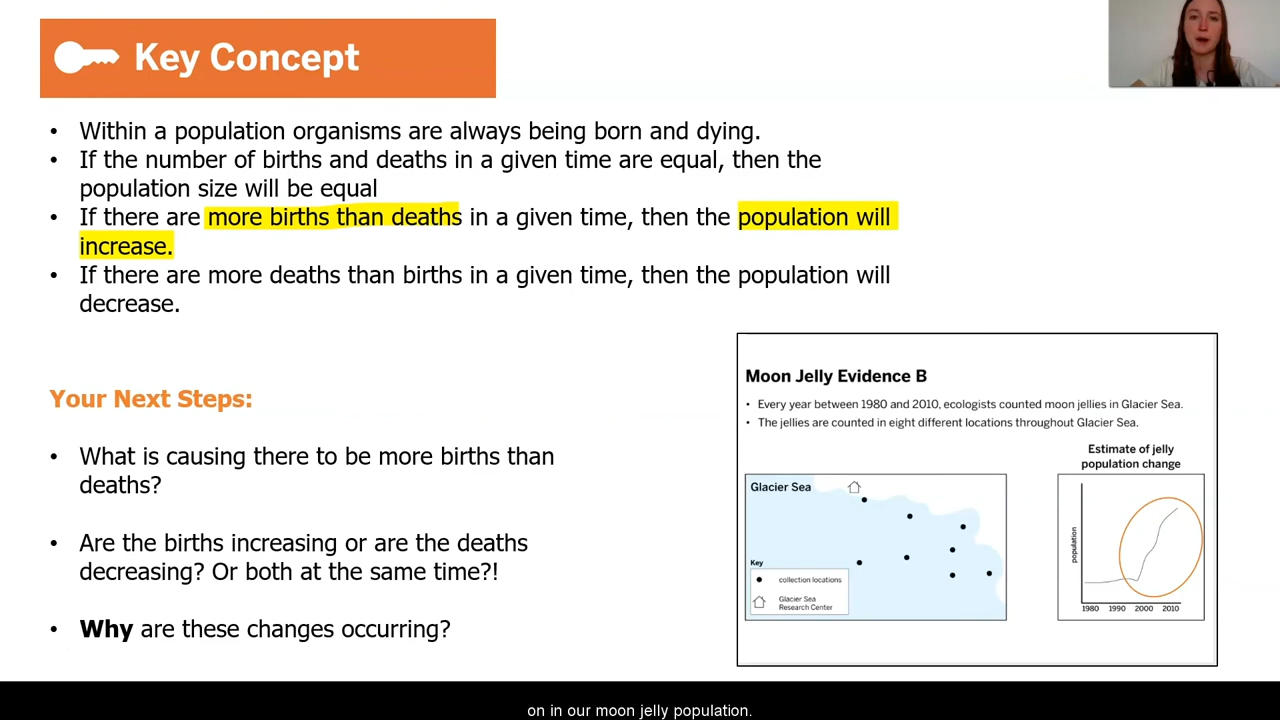 Key Concept
• Within a population organisms are always being born and dying.
• If the number of births and deaths in a given time are equal, then the
population size will be equal
• If there are more births than deaths in a given time, then the population will
increase.
• If there are more deaths than births in a given time, then the population will
decrease.
Your Next Steps:
• What is causing there to be more births than
deaths?
• Are the births increasing or are the deaths
decreasing? Or both at the same time?!
• Why are these changes occurring?
Moon Jelly Evidence B
• Every year between 1980 and 2010, ecologists counted moon jellies in Glacier Sea.
• The jellies are counted in eight different locations throughout Glacier Sea.
Glacier Sea
Key
collection locations
Glacier Sea
Research Center
Estimate of jelly
population change
population
1980 1990 2000 2010
on in our moon jelly population.